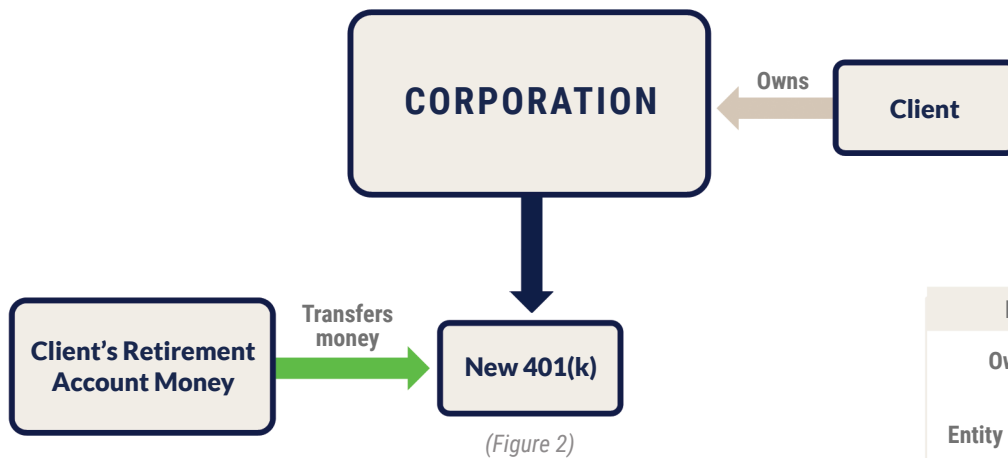 CORPORATION
Owns
Client
Transfers
money
Client's Retirement
Account Money
New 401(k)
(Figure 2)
Entity